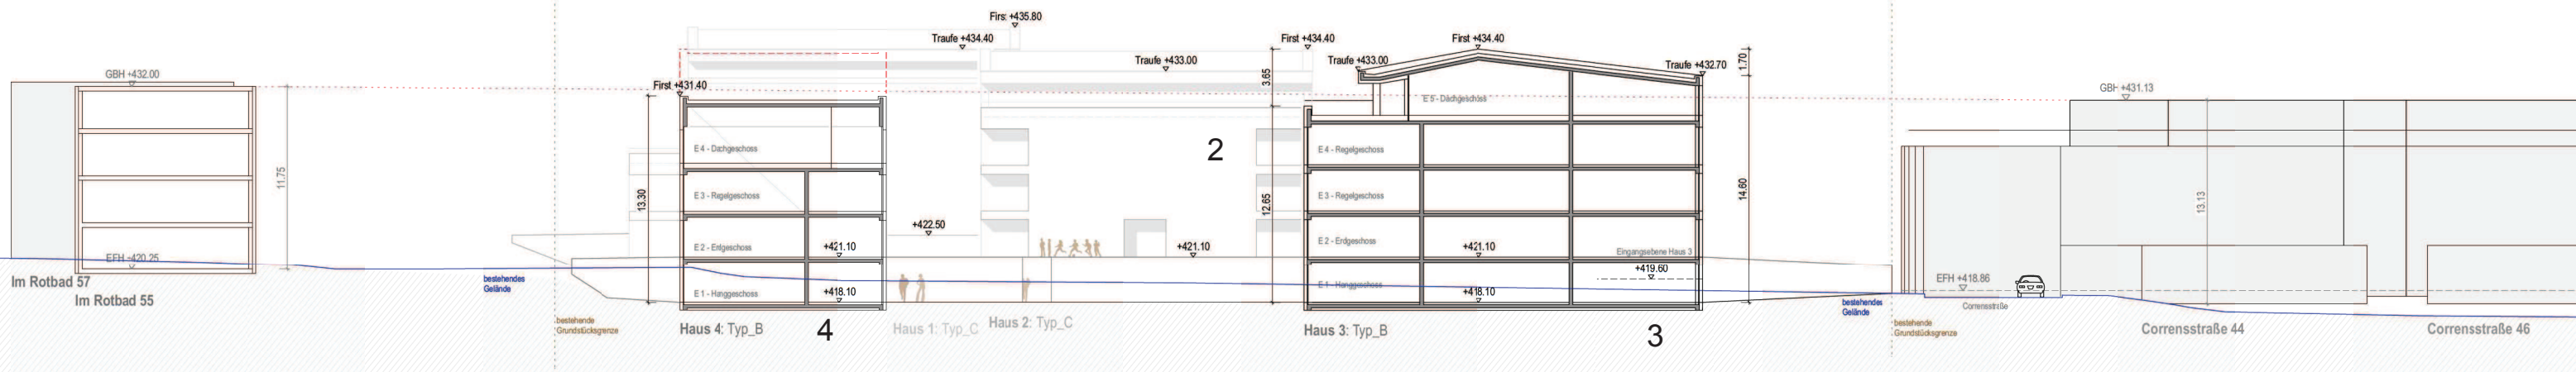 GBH +432.00
11.75
EFH +420.25
Im Rotbad 57
Im Rotbad 55
bestehendes
Gelände
bestehende
Grundstücksgrenze
First +431.40
13.30
E 4 - Dachgeschoss
E 3 - Regelgeschoss
E 2 - Erdgeschoss
+421.10
E 1 - Hanggeschoss
+418.10
Haus 4: Typ_B
4
First +435.80
Traufe +434.40
+422.50
Haus 1: Typ_C
Haus 2: Typ_C
Traufe +433.00
2
+421.10
First +434.40
3.65
12.65
Traufe +433.00
First +434.40
Traufe +432.70
1.70
14.60
E 5 - Dachgeschoss
E 4 - Regelgeschoss
E 3 - Regelgeschoss
E 2 - Erdgeschoss
+421.10
Eingangsebene Haus 3
+419.60
E 1 - Hanggeschoss
+418.10
Haus 3: Typ_B
3
bestehendes
Gelände
bestehende
Grundstücksgrenze
GBH +431.13
13.13
EFH +418.86
Corrensstraße
Corrensstraße 44
Corrensstraße 46